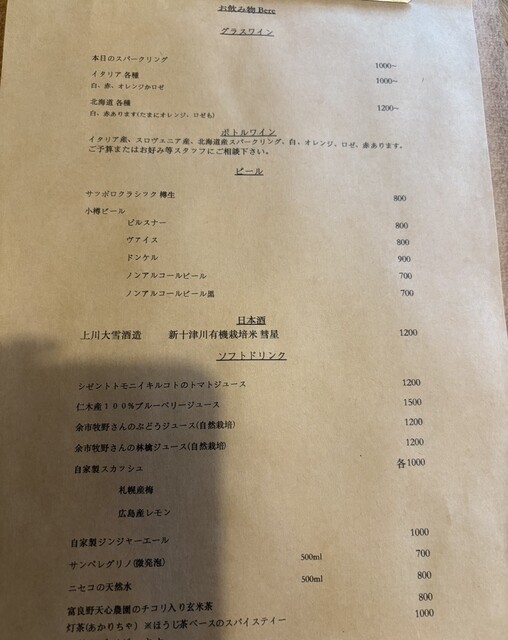 お飲み物 Bere
グラスワイン
本日のスパークリング 1000~
イタリア 各種 1000~
白、赤、オレンジかロゼ
北海道 各種 1200~
白、赤あります(たまにオレンジ、ロゼも)
ボトルワイン
イタリア産、スロヴェニア産、北海道産スパークリング、白、オレンジ、ロゼ、赤あります。
ご予算またはお好み等スタッフにご相談下さい。
ビール
サッポロクラシック 樽生 800
小樽ビール
ピルスナー 800
ヴァイス 800
ドンケル 900
ノンアルコールビール 700
ノンアルコールビール黒 700
日本酒
上川大雪酒造 新十津川有機栽培米 彗星 1200
ソフトドリンク
シゼントトモニイキルコトのトマトジュース 1200
仁木産100%ブルーベリージュース 1500
余市牧野さんのぶどうジュース(自然栽培) 1200
余市牧野さんの林檎ジュース(自然栽培) 1200
自家製スカッシュ 各1000
札幌産梅
広島産レモン
自家製ジンジャーエール 1000
サンペレグリノ(微発泡) 500ml 700
ニセコの天然水 500ml 800
富良野天心農園のチコリ入り玄米茶 800
灯茶(あかりちゃ) ※ほうじ茶ベースのスパイスティー 1000